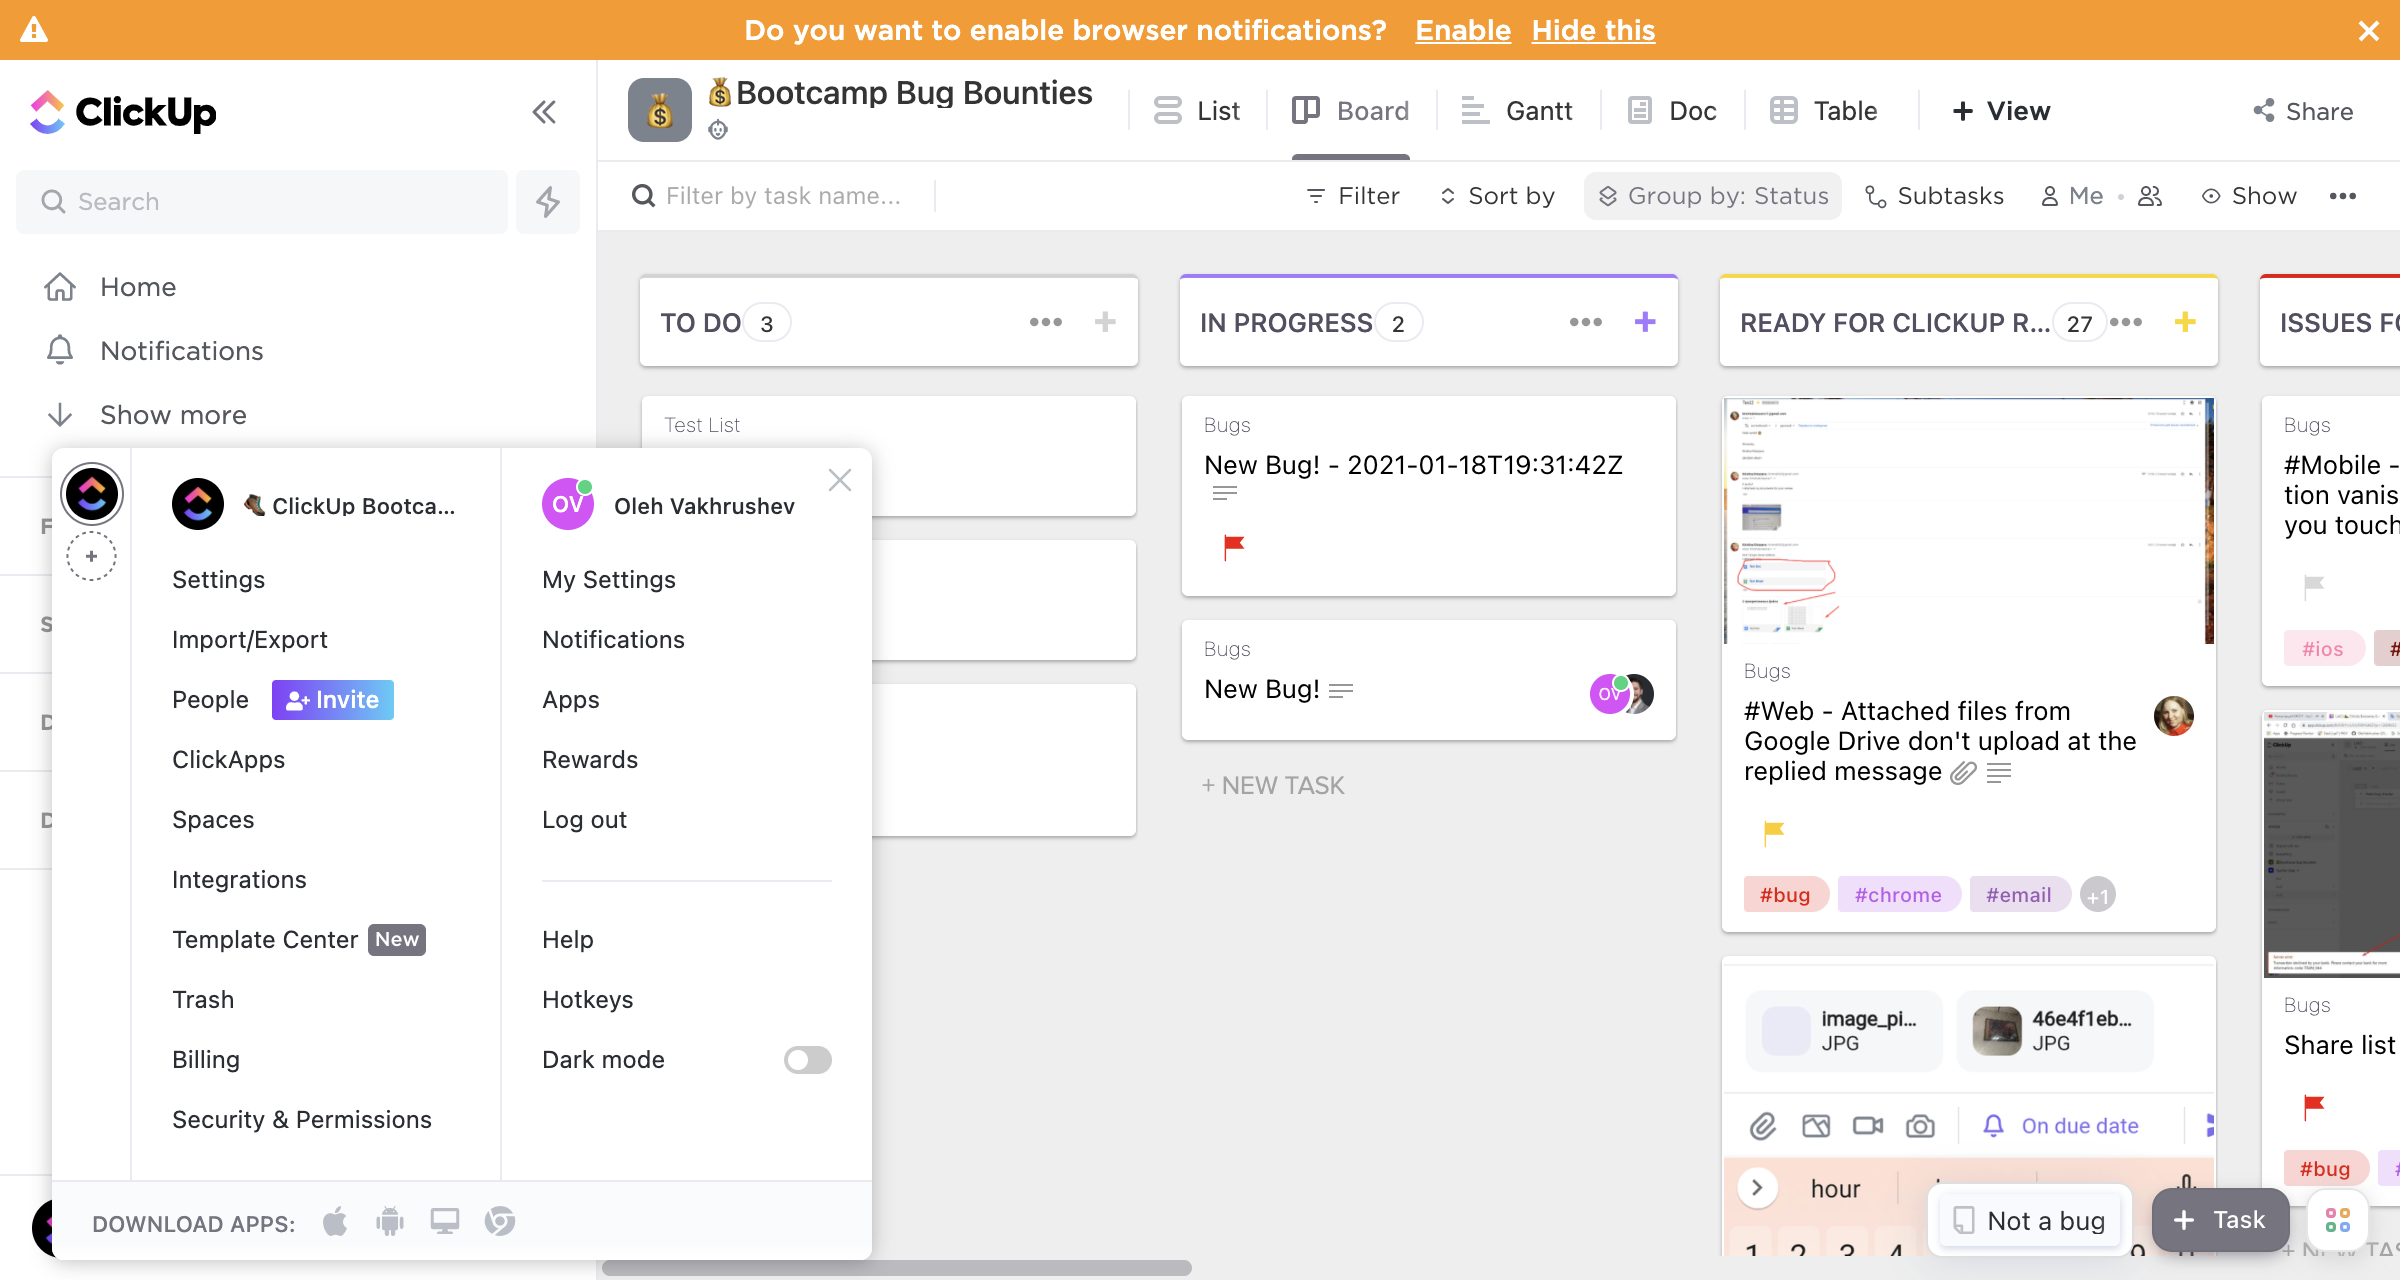 Do you want to enable browser notifications? Enable Hide this
ClickUp
Search
Home
Notifications
Show more
Bootcamp Bug Bounties
List
Board
Gantt
Doc
Table
+ View
Share
Filter by task name...
Filter
Sort by
Group by: Status
Subtasks
Me
Show
TO DO 3
Test List
IN PROGRESS 2
Bugs
New Bug! - 2021-01-18T19:31:42Z
Bugs
New Bug!
OV
+ NEW TASK
READY FOR CLICKUP R... 27
Bugs
#Web - Attached files from
Google Drive don't upload at the
replied message
#bug #chrome #email +1
image_pi...
JPG
46e4f1eb...
JPG
On due date
hour
1 2 3 4
ISSUES FO
Bugs
#Mobile -
tion vanis
you touch
#ios #
Bugs
Share list
#bug #
ClickUp Bootca...
Settings
Import/Export
People Invite
ClickApps
Spaces
Integrations
Template Center New
Trash
Billing
Security & Permissions
OV
Oleh Vakhrushev
My Settings
Notifications
Apps
Rewards
Log out
Help
Hotkeys
Dark mode
DOWNLOAD APPS:
Not a bug
+ Task